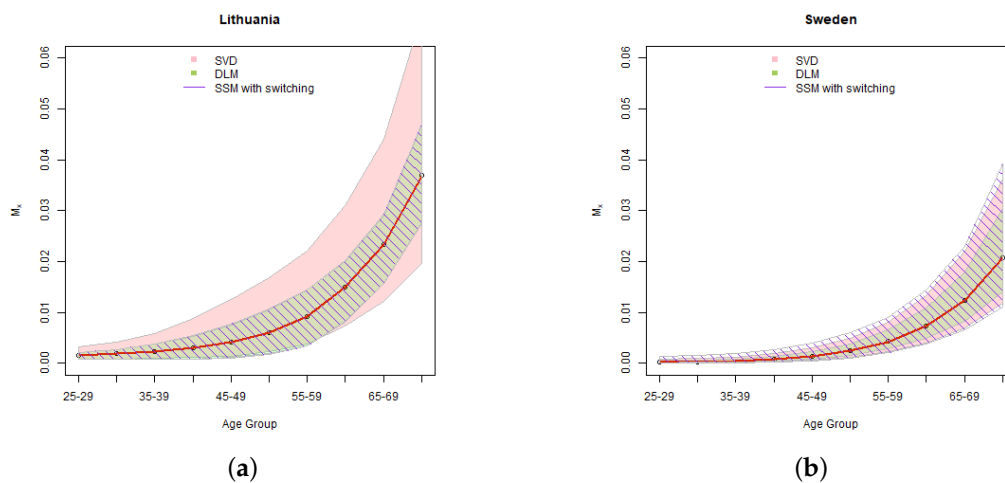 Lithuania
0.06
0.05
0.04
0.03
0.02
0.01
0.00
Mx
SVD
DLM
SSM with switching
25-29 35-39 45-49 55-59 65-69
Age Group
(a)
Sweden
0.06
0.05
0.04
0.03
0.02
0.01
0.00
Mx
SVD
DLM
SSM with switching
25-29 35-39 45-49 55-59 65-69
Age Group
(b)